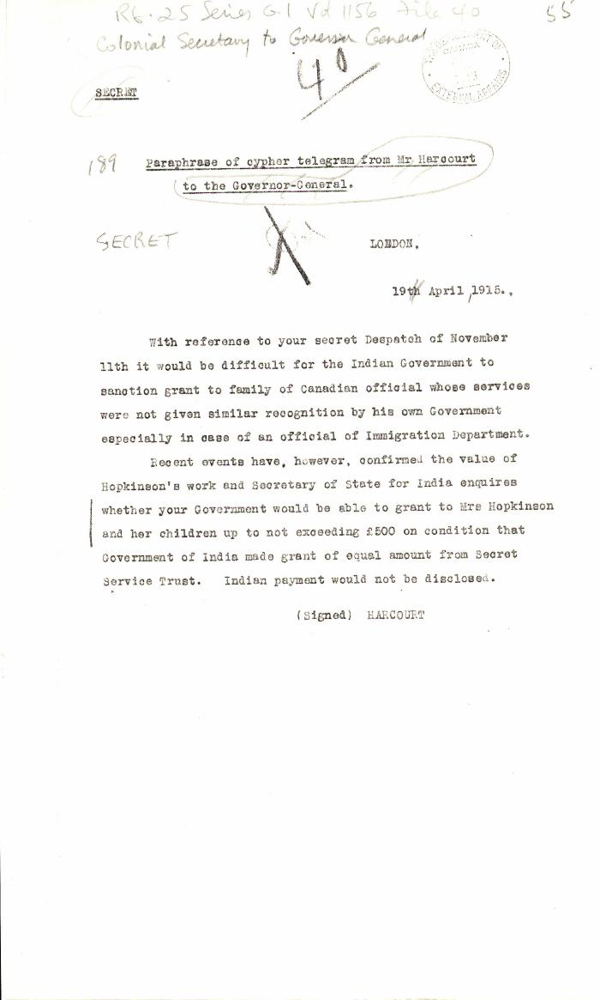 RG.25 Series G.1 Vol 1156 File 40
55
Colonial Secretary to Governor General
40
DEPARTMENT OF
CANADA
EXTERNAL AFFAIRS
SECRET
189
Paraphrase of cypher telegram from Mr Harcourt
to the Governor-General.
SECRET
LONDON,
19th April, 1915.,
With reference to your secret Despatch of November
11th it would be difficult for the Indian Government to
sanction grant to family of Canadian official whose services
were not given similar recognition by his own Government
especially in case of an official of Immigration Department.
Recent events have, however, confirmed the value of
Hopkinson's work and Secretary of State for India enquires
whether your Government would be able to grant to Mrs Hopkinson
and her children up to not exceeding £500 on condition that
Government of India made grant of equal amount from Secret
Service Trust. Indian payment would not be disclosed.
(Signed) HARCOURT